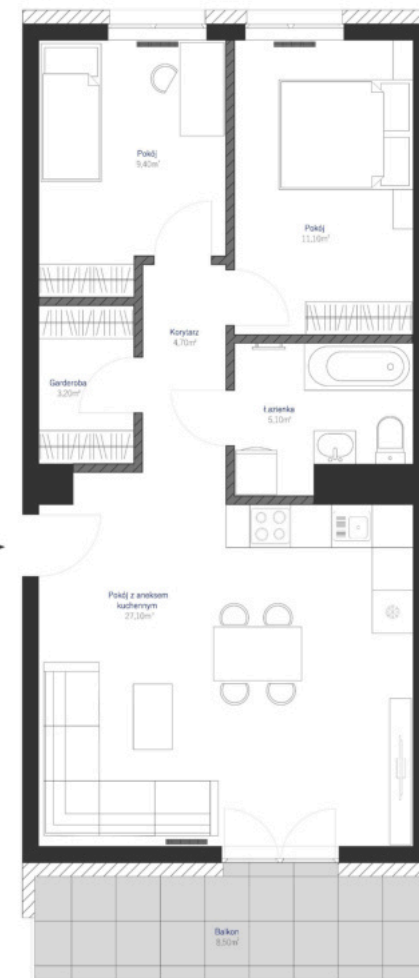 Pokój
9,40m²
Pokój
11,10m²
Korytarz
4,70m²
Garderoba
3,20m²
Łazienka
5,10m²
Pokój z aneksem
kuchennym
27,10m²
Balkon
8,50m²